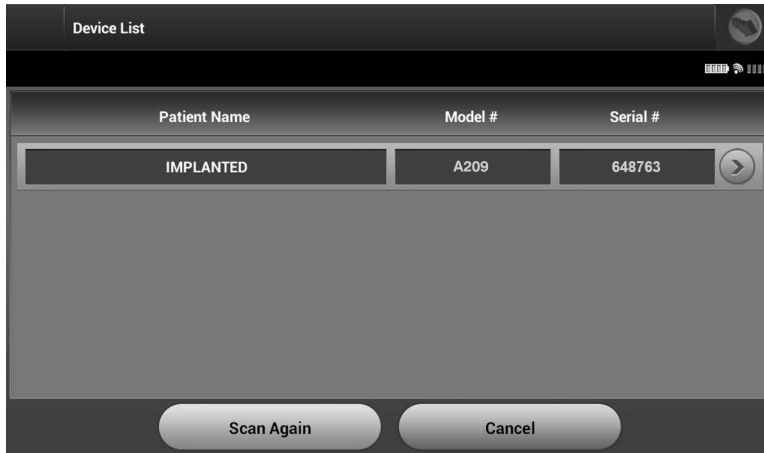 Device List
Patient Name Model # Serial #
IMPLANTED A209 648763
Scan Again Cancel